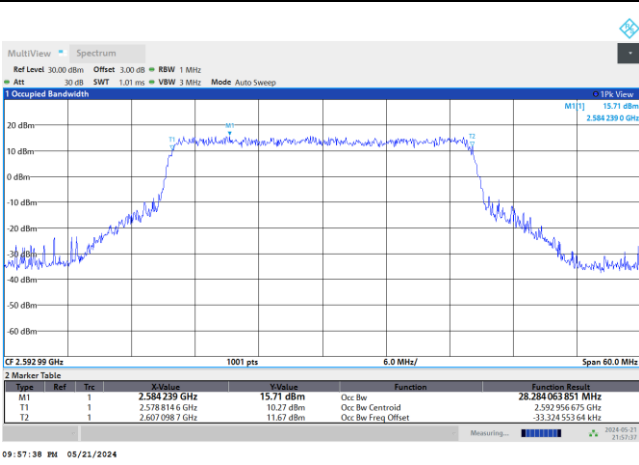 MultiView Spectrum
Ref Level 30.00 dBm Offset 3.00 dB RBW 1 MHz
Att 30 dB SWT 1.01 ms VBW 3 MHz Mode Auto Sweep
1 Occupied Bandwidth 1Pk View
M1[1] 15.71 dBm
2.584 239 0 GHz
M1
T1 T2
20 dBm
10 dBm
0 dBm
-10 dBm
-20 dBm
-30 dBm
-40 dBm
-50 dBm
-60 dBm
CF 2.592 99 GHz 1001 pts 6.0 MHz/ Span 60.0 MHz
2 Marker Table
Type Ref Trc X-Value Y-Value Function Function Result
M1 1 2.584 239 GHz 15.71 dBm Occ Bw 28.284 063 851 MHz
T1 1 2.578 814 6 GHz 10.27 dBm Occ Bw Centroid 2.592 956 675 GHz
T2 1 2.607 098 7 GHz 11.67 dBm Occ Bw Freq Offset -33.324 553 64 kHz
Measuring... 2024-05-21
21:57:37
09:57:38 PM 05/21/2024